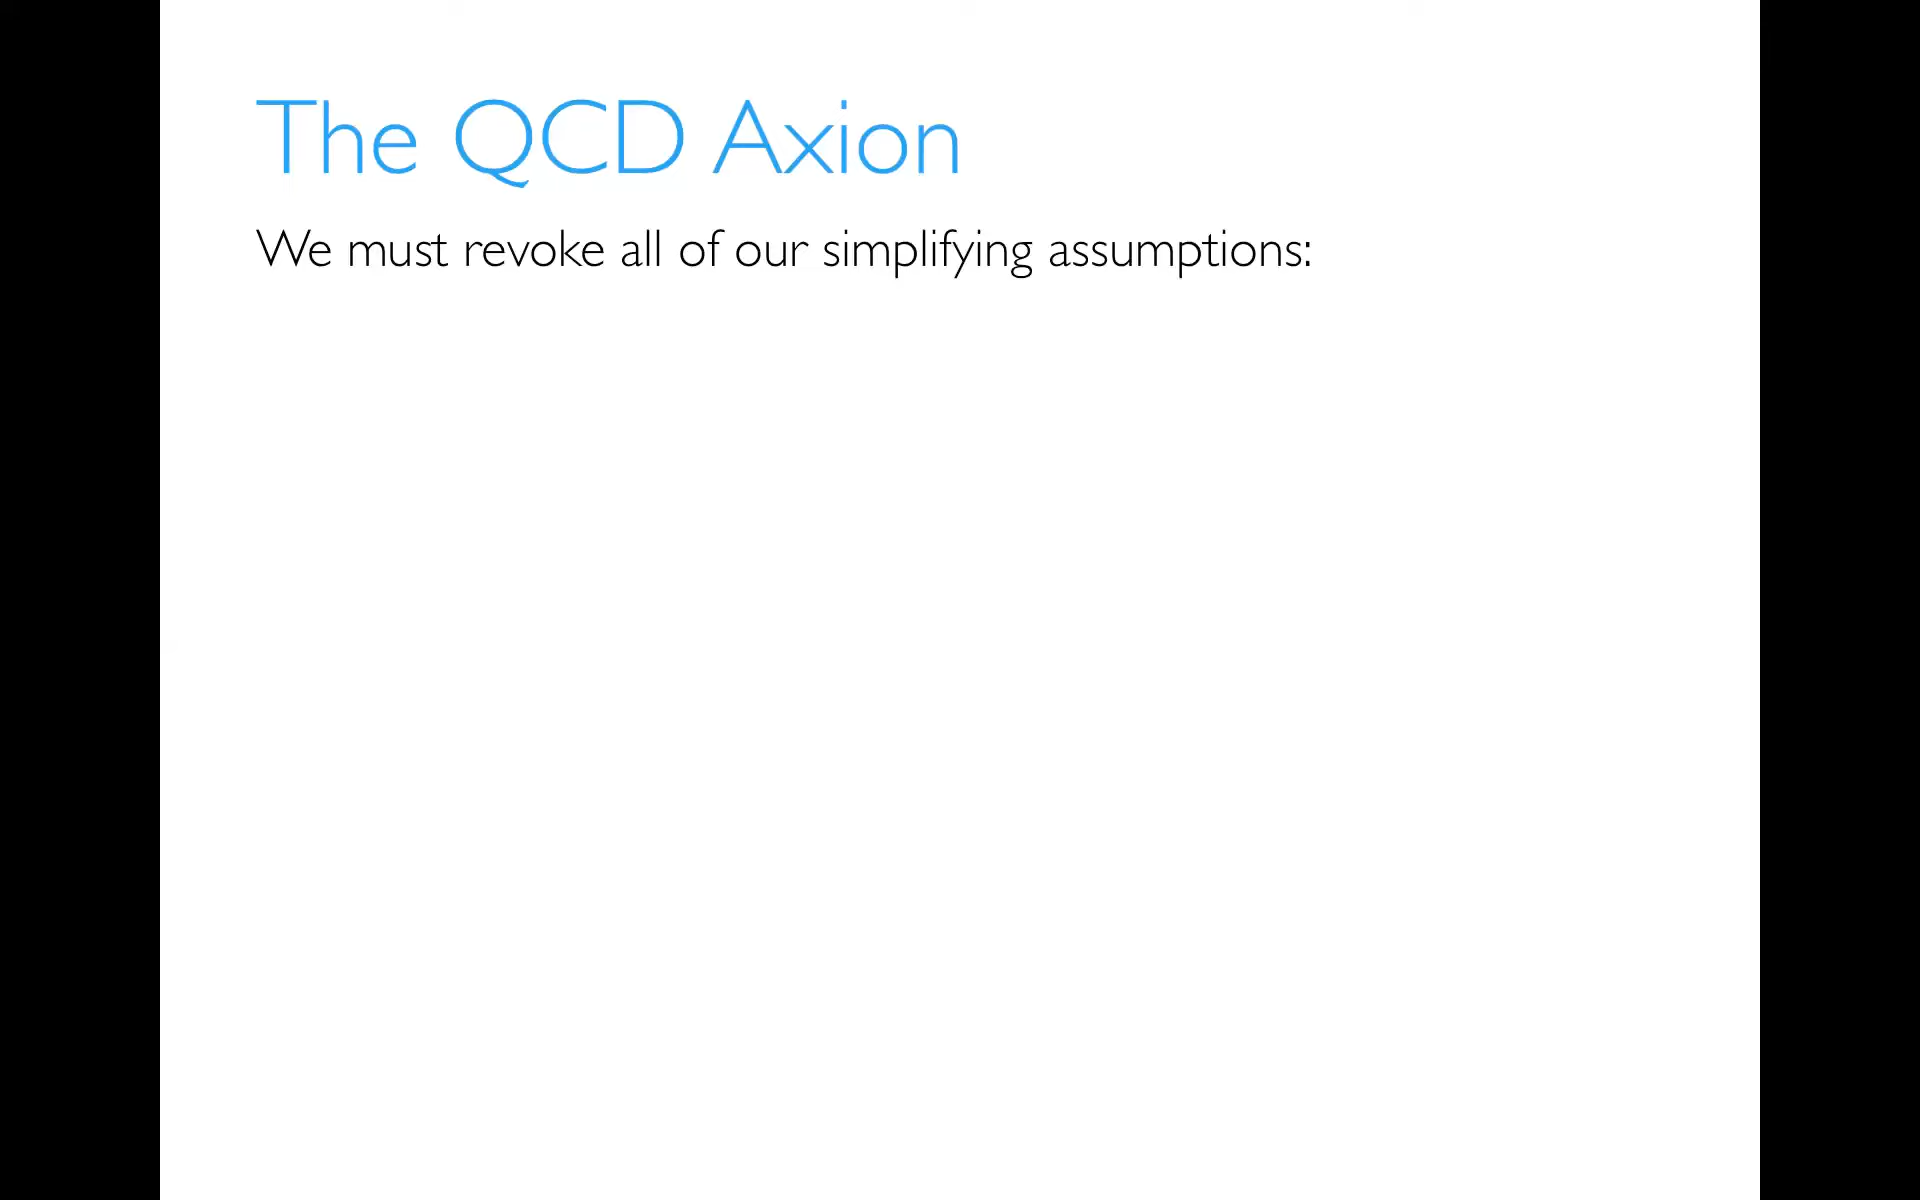 The QCD Axion
We must revoke all of our simplifying assumptions: